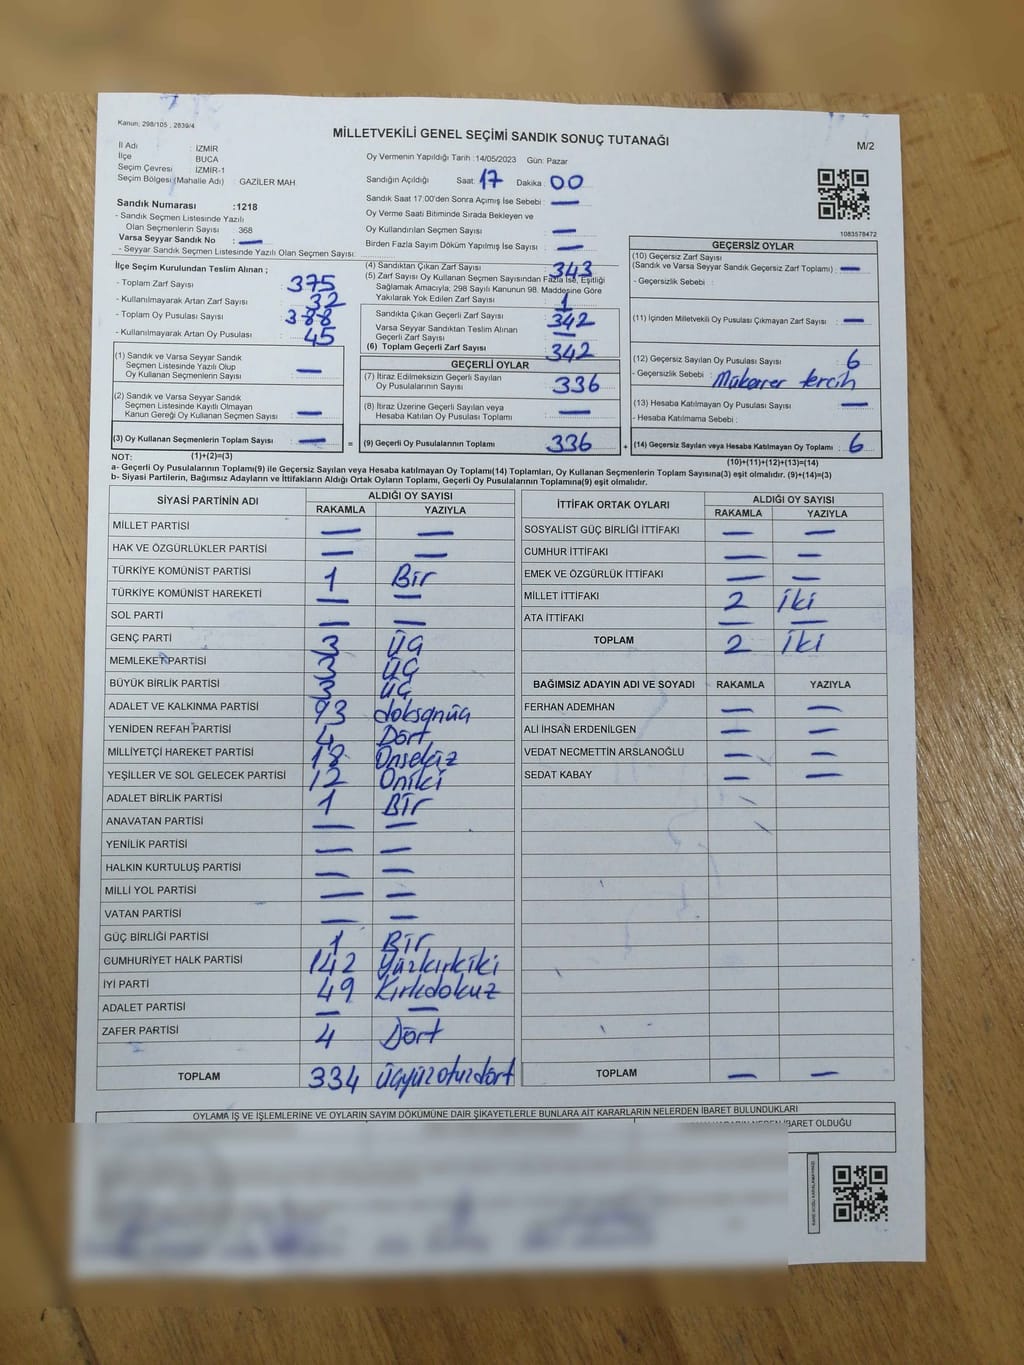 Kanun; 298/105 , 2839/4
MİLLETVEKİLİ GENEL SEÇİMİ SANDIK SONUÇ TUTANAĞI
M/2
İl Adı : İZMİR
İlçe : BUCA
Seçim Çevresi : İZMİR-1
Seçim Bölgesi (Mahalle Adı) : GAZİLER MAH
Oy Vermenin Yapıldığı Tarih : 14/05/2023 Gün: Pazar
Sandığın Açıldığı Saat: 17 Dakika : 00
Sandık Saat 17.00'den Sonra Açımış İse Sebebi : —
Oy Verme Saati Bitiminde Sırada Bekleyen ve
Oy Kullandırılan Seçmen Sayısı : —
Birden Fazla Sayım Döküm Yapılmış İse Sayısı : —
1083578472
Sandık Numarası :1218
- Sandık Seçmen Listesinde Yazılı
Olan Seçmenlerin Sayısı 368
Varsa Seyyar Sandık No : —
- Seyyar Sandık Seçmen Listesinde Yazılı Olan Seçmen Sayısı:
İlçe Seçim Kurulundan Teslim Alınan ;
- Toplam Zarf Sayısı : 375
- Kullanılmayarak Artan Zarf Sayısı : 32
- Toplam Oy Pusulası Sayısı : 388
- Kullanılmayarak Artan Oy Pusulası : 45
(1) Sandık ve Varsa Seyyar Sandık
Seçmen Listesinde Yazılı Olup
Oy Kullanan Seçmenlerin Sayısı : —
(2) Sandık ve Varsa Seyyar Sandık
Seçmen Listesinde Kayıtlı Olmayan
Kanun Gereği Oy Kullanan Seçmen Sayısı : —
(3) Oy Kullanan Seçmenlerin Toplam Sayısı : — =
(4) Sandıktan Çıkan Zarf Sayısı : 343
(5) Zarf Sayısı Oy Kullanan Seçmen Sayısından Fazla İse, Eşitliği
Sağlamak Amacıyla; 298 Sayılı Kanunun 98. Maddesine Göre
Yakılarak Yok Edilen Zarf Sayısı : 1
Sandıkta Çıkan Geçerli Zarf Sayısı : 342
Varsa Seyyar Sandıktan Teslim Alınan
Geçerli Zarf Sayısı : —
(6) Toplam Geçerli Zarf Sayısı : 342
GEÇERLİ OYLAR
(7) İtiraz Edilmeksizin Geçerli Sayılan
Oy Pusulalarının Sayısı : 336
(8) İtiraz Üzerine Geçerli Sayılan veya
Hesaba Katılan Oy Pusulası Toplamı : —
(9) Geçerli Oy Pusulalarının Toplamı : 336 +
GEÇERSİZ OYLAR
(10) Geçersiz Zarf Sayısı
(Sandık ve Varsa Seyyar Sandık Geçersiz Zarf Toplamı) : —
- Geçersizlik Sebebi :
(11) İçinden Milletvekili Oy Pusulası Çıkmayan Zarf Sayısı : —
(12) Geçersiz Sayılan Oy Pusulası Sayısı : 6
- Geçersizlik Sebebi : Mükerrer tercih
(13) Hesaba Katılmayan Oy Pusulası Sayısı : —
- Hesaba Katılmama Sebebi :
(14) Geçersiz Sayılan veya Hesaba Katılmayan Oy Toplamı : 6
NOT: (1)+(2)=(3)
(10)+(11)+(12)+(13)=(14)
a- Geçerli Oy Pusulalarının Toplamı(9) ile Geçersiz Sayılan veya Hesaba katılmayan Oy Toplamı(14) Toplamları, Oy Kullanan Seçmenlerin Toplam Sayısına(3) eşit olmalıdır. (9)+(14)=(3)
b- Siyasi Partilerin, Bağımsız Adayların ve İttifakların Aldığı Ortak Oyların Toplamı, Geçerli Oy Pusulalarının Toplamına(9) eşit olmalıdır.
SİYASİ PARTİNİN ADI ALDIĞI OY SAYISI
RAKAMLA YAZIYLA
MİLLET PARTİSİ — —
HAK VE ÖZGÜRLÜKLER PARTİSİ — —
TÜRKİYE KOMÜNİST PARTİSİ 1 Bir
TÜRKİYE KOMÜNİST HAREKETİ — —
SOL PARTİ — —
GENÇ PARTİ 3 üç
MEMLEKET PARTİSİ 3 üç
BÜYÜK BİRLİK PARTİSİ 3 üç
ADALET VE KALKINMA PARTİSİ 93 doksanüç
YENİDEN REFAH PARTİSİ 4 Dört
MİLLİYETÇİ HAREKET PARTİSİ 18 Onsekiz
YEŞİLLER VE SOL GELECEK PARTİSİ 12 Oniki
ADALET BİRLİK PARTİSİ 1 Bir
ANAVATAN PARTİSİ — —
YENİLİK PARTİSİ — —
HALKIN KURTULUŞ PARTİSİ — —
MİLLİ YOL PARTİSİ — —
VATAN PARTİSİ — —
GÜÇ BİRLİĞİ PARTİSİ 1 Bir
CUMHURİYET HALK PARTİSİ 142 Yüzkırkiki
İYİ PARTİ 49 Kırkdokuz
ADALET PARTİSİ — —
ZAFER PARTİSİ 4 Dört
TOPLAM 334 üçyüzotuzdört
İTTİFAK ORTAK OYLARI ALDIĞI OY SAYISI
RAKAMLA YAZIYLA
SOSYALİST GÜÇ BİRLİĞİ İTTİFAKI — —
CUMHUR İTTİFAKI — —
EMEK VE ÖZGÜRLÜK İTTİFAKI — —
MİLLET İTTİFAKI 2 iki
ATA İTTİFAKI — —
TOPLAM 2 iki
BAĞIMSIZ ADAYIN ADI VE SOYADI RAKAMLA YAZIYLA
FERHAN ADEMHAN — —
ALİ İHSAN ERDENİLGEN — —
VEDAT NECMETTİN ARSLANOĞLU — —
SEDAT KABAY — —
TOPLAM — —
OYLAMA İŞ VE İŞLEMLERİNE VE OYLARIN SAYIM DÖKÜMÜNE DAİR ŞİKAYETLERLE BUNLARA AİT KARARLARIN NELERDEN İBARET BULUNDUKLARI
NEDEN İBARET OLDUĞU